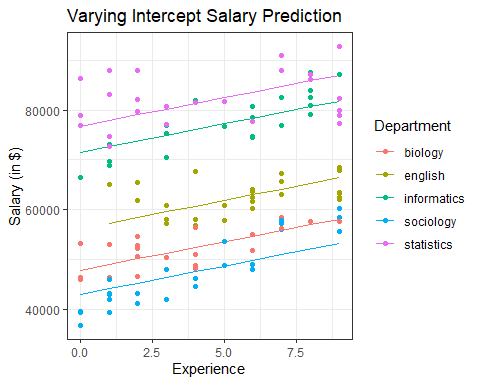 Varying Intercept Salary Prediction
Salary (in $)
80000
60000
40000
0.0
2.5
5.0
7.5
Experience
Department
biology
english
informatics
sociology
statistics